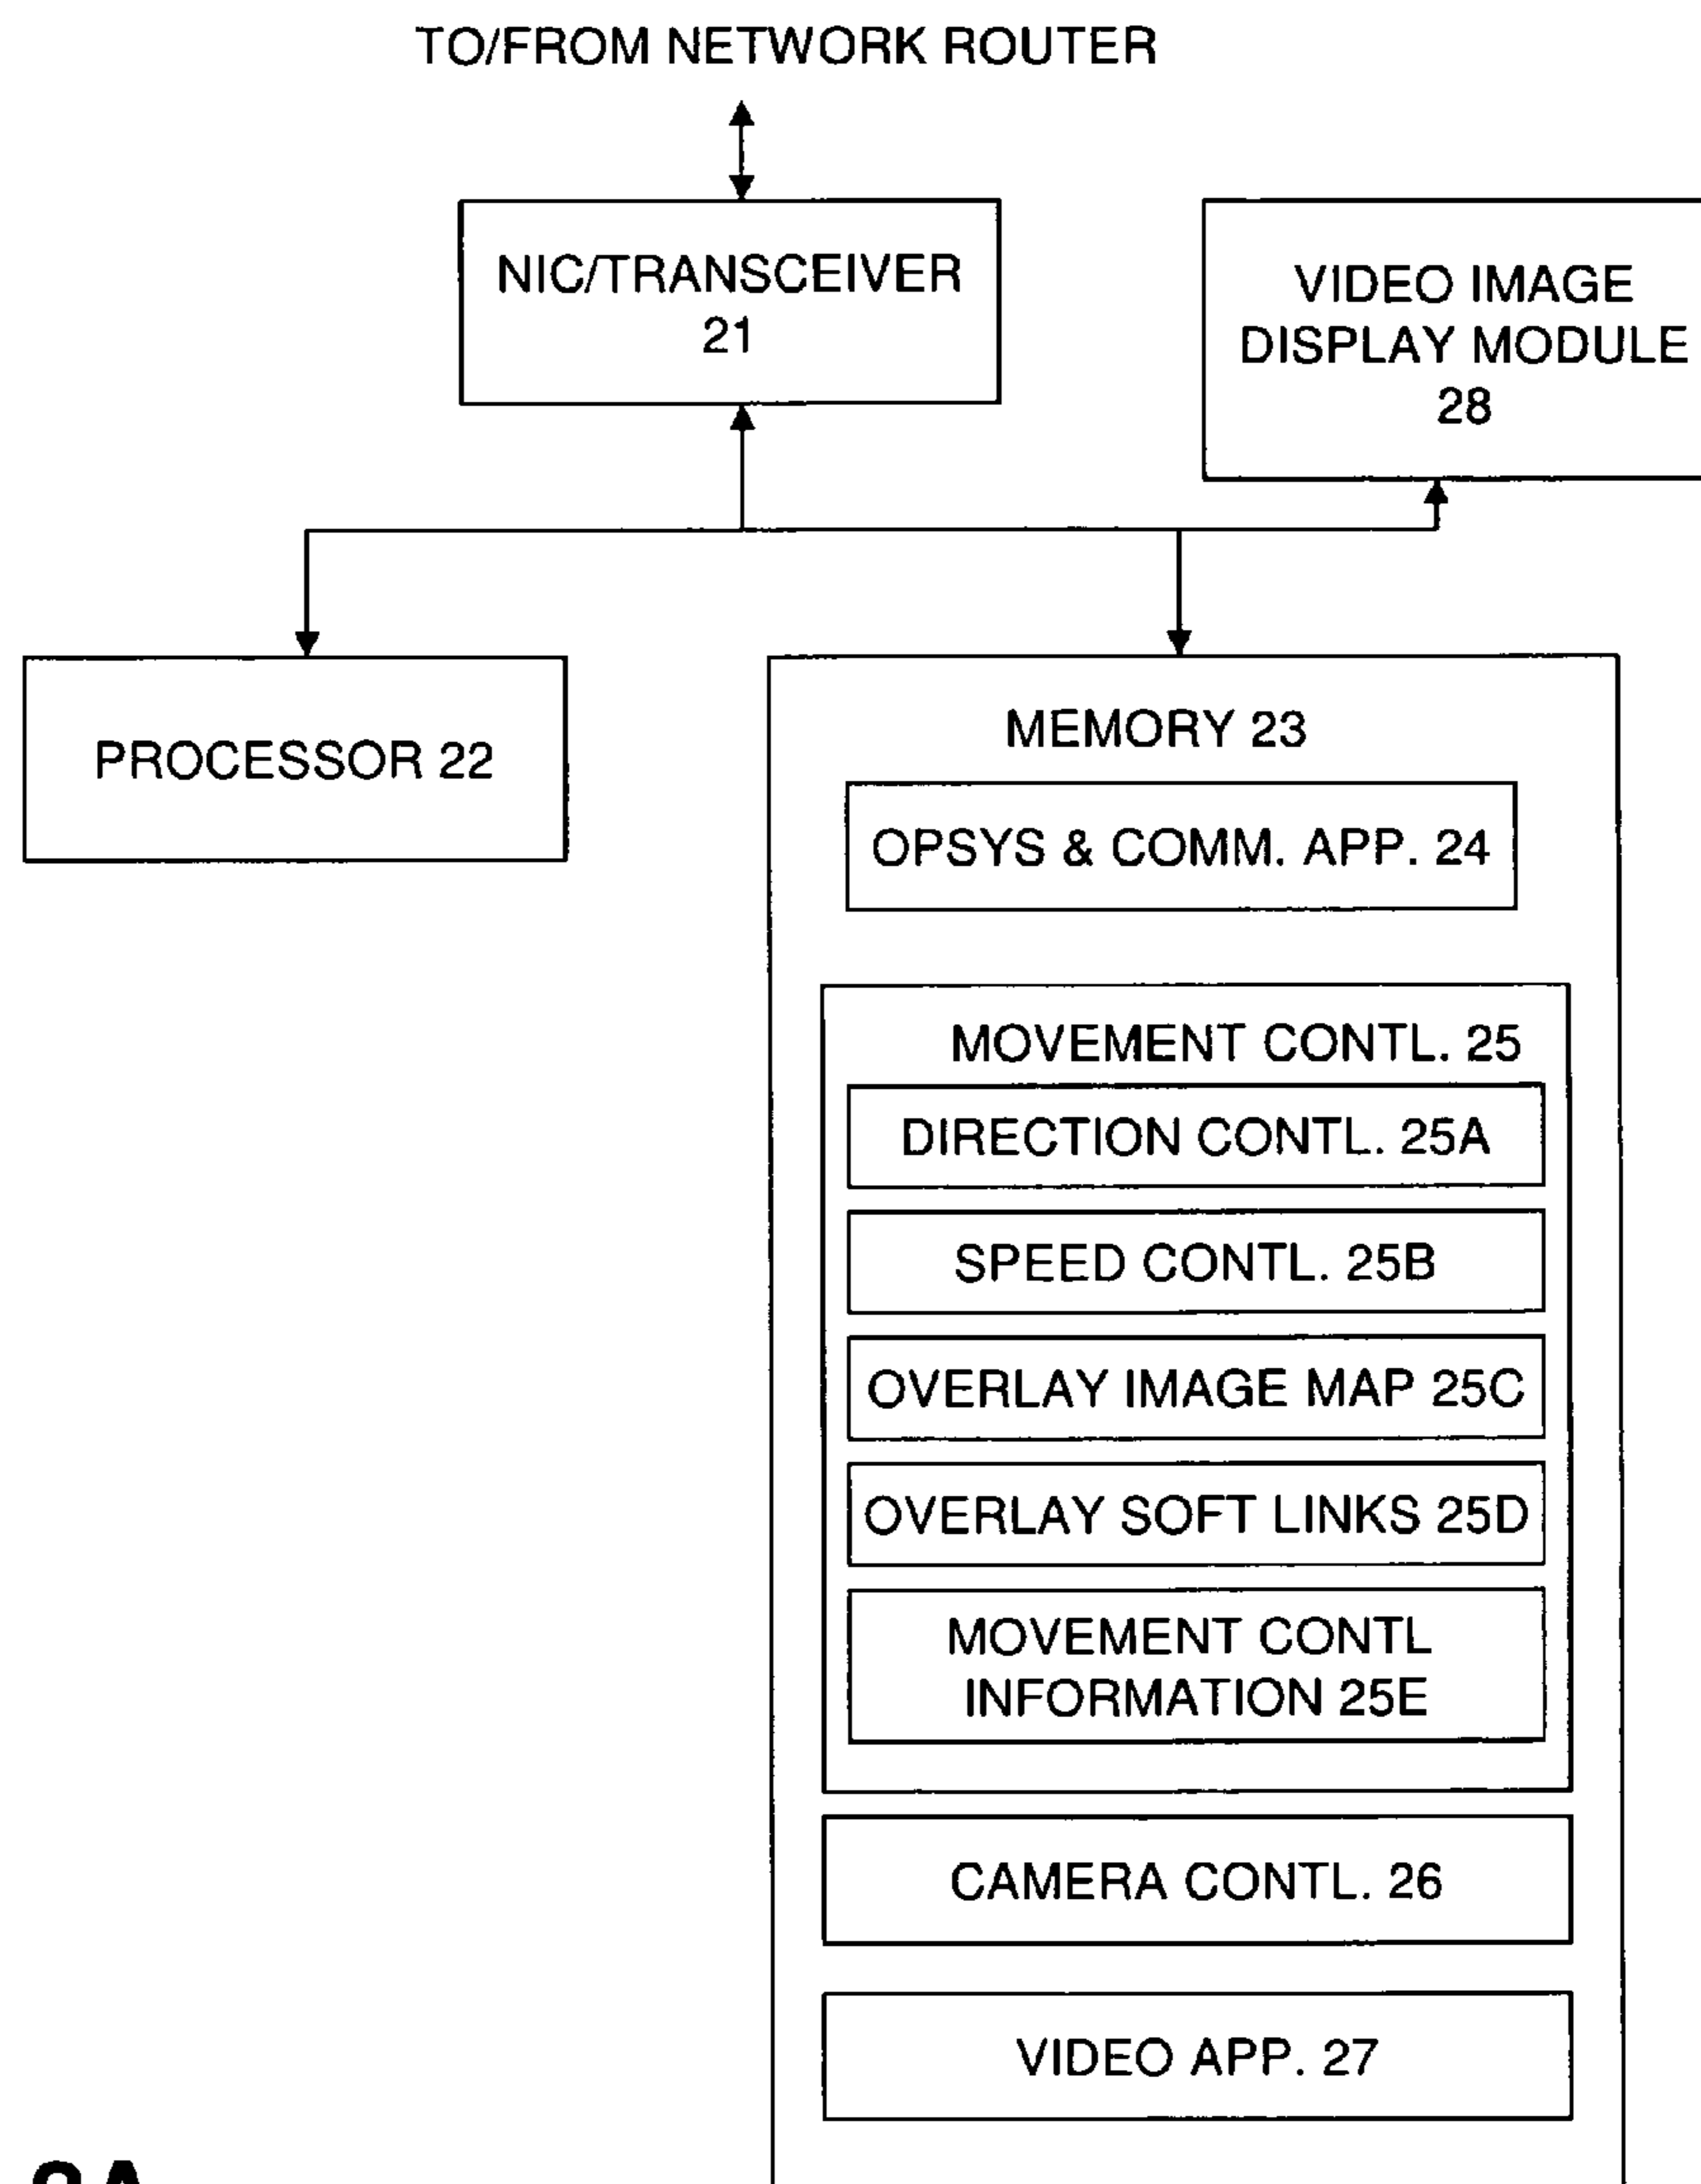 TO/FROM NETWORK ROUTER
NIC/TRANSCEIVER
21
VIDEO IMAGE
DISPLAY MODULE
28
PROCESSOR 22
MEMORY 23
OPSYS & COMM. APP. 24
MOVEMENT CONTL. 25
DIRECTION CONTL. 25A
SPEED CONTL. 25B
OVERLAY IMAGE MAP 25C
OVERLAY SOFT LINKS 25D
MOVEMENT CONTL
INFORMATION 25E
CAMERA CONTL. 26
VIDEO APP. 27